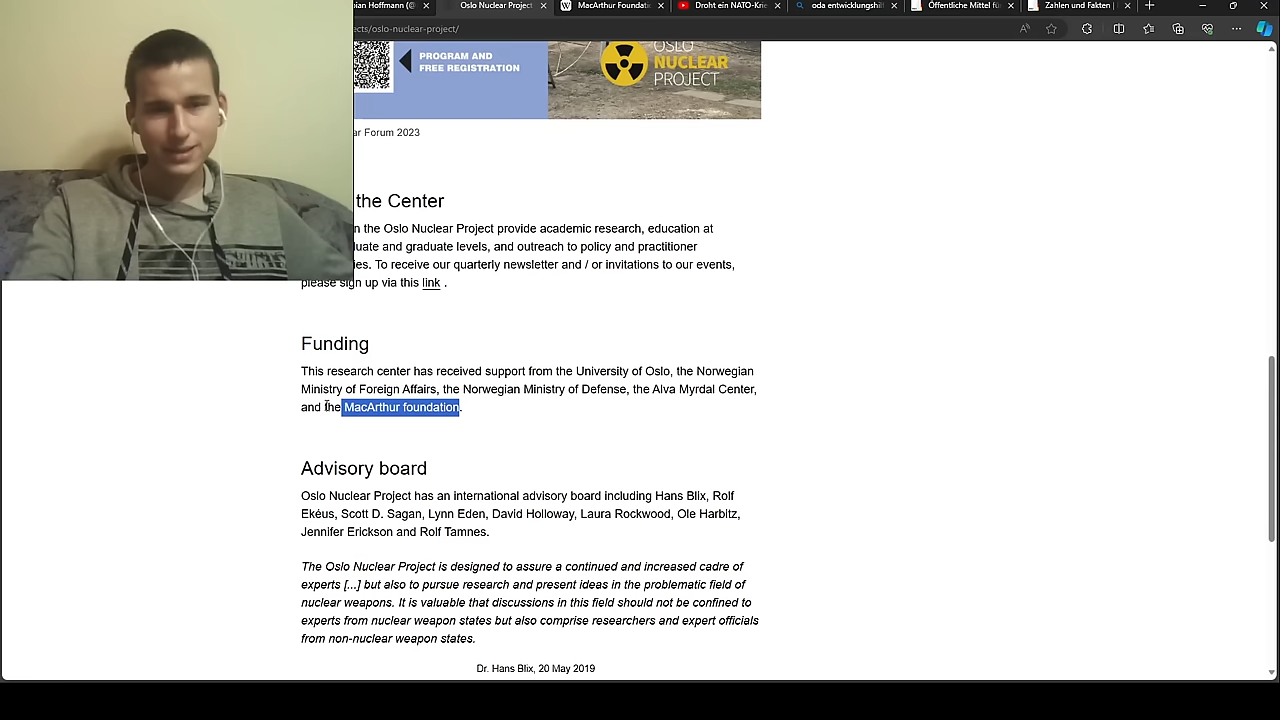 bian Hoffmann (@
Oslo Nuclear Project
MacArthur Foundati
Droht ein NATO-Krie
oda entwicklungshil
Öffentliche Mittel für
Zahlen und Fakten |
ects/oslo-nuclear-project/
PROGRAM AND
FREE REGISTRATION
OSLO
NUCLEAR
PROJECT
ar Forum 2023
the Center
n the Oslo Nuclear Project provide academic research, education at
luate and graduate levels, and outreach to policy and practitioner
ies. To receive our quarterly newsletter and / or invitations to our events,
please sign up via this link .
Funding
This research center has received support from the University of Oslo, the Norwegian
Ministry of Foreign Affairs, the Norwegian Ministry of Defense, the Alva Myrdal Center,
and the MacArthur foundation.
Advisory board
Oslo Nuclear Project has an international advisory board including Hans Blix, Rolf
Ekéus, Scott D. Sagan, Lynn Eden, David Holloway, Laura Rockwood, Ole Harbitz,
Jennifer Erickson and Rolf Tamnes.
The Oslo Nuclear Project is designed to assure a continued and increased cadre of
experts [...] but also to pursue research and present ideas in the problematic field of
nuclear weapons. It is valuable that discussions in this field should not be confined to
experts from nuclear weapon states but also comprise researchers and expert officials
from non-nuclear weapon states.
Dr. Hans Blix, 20 May 2019